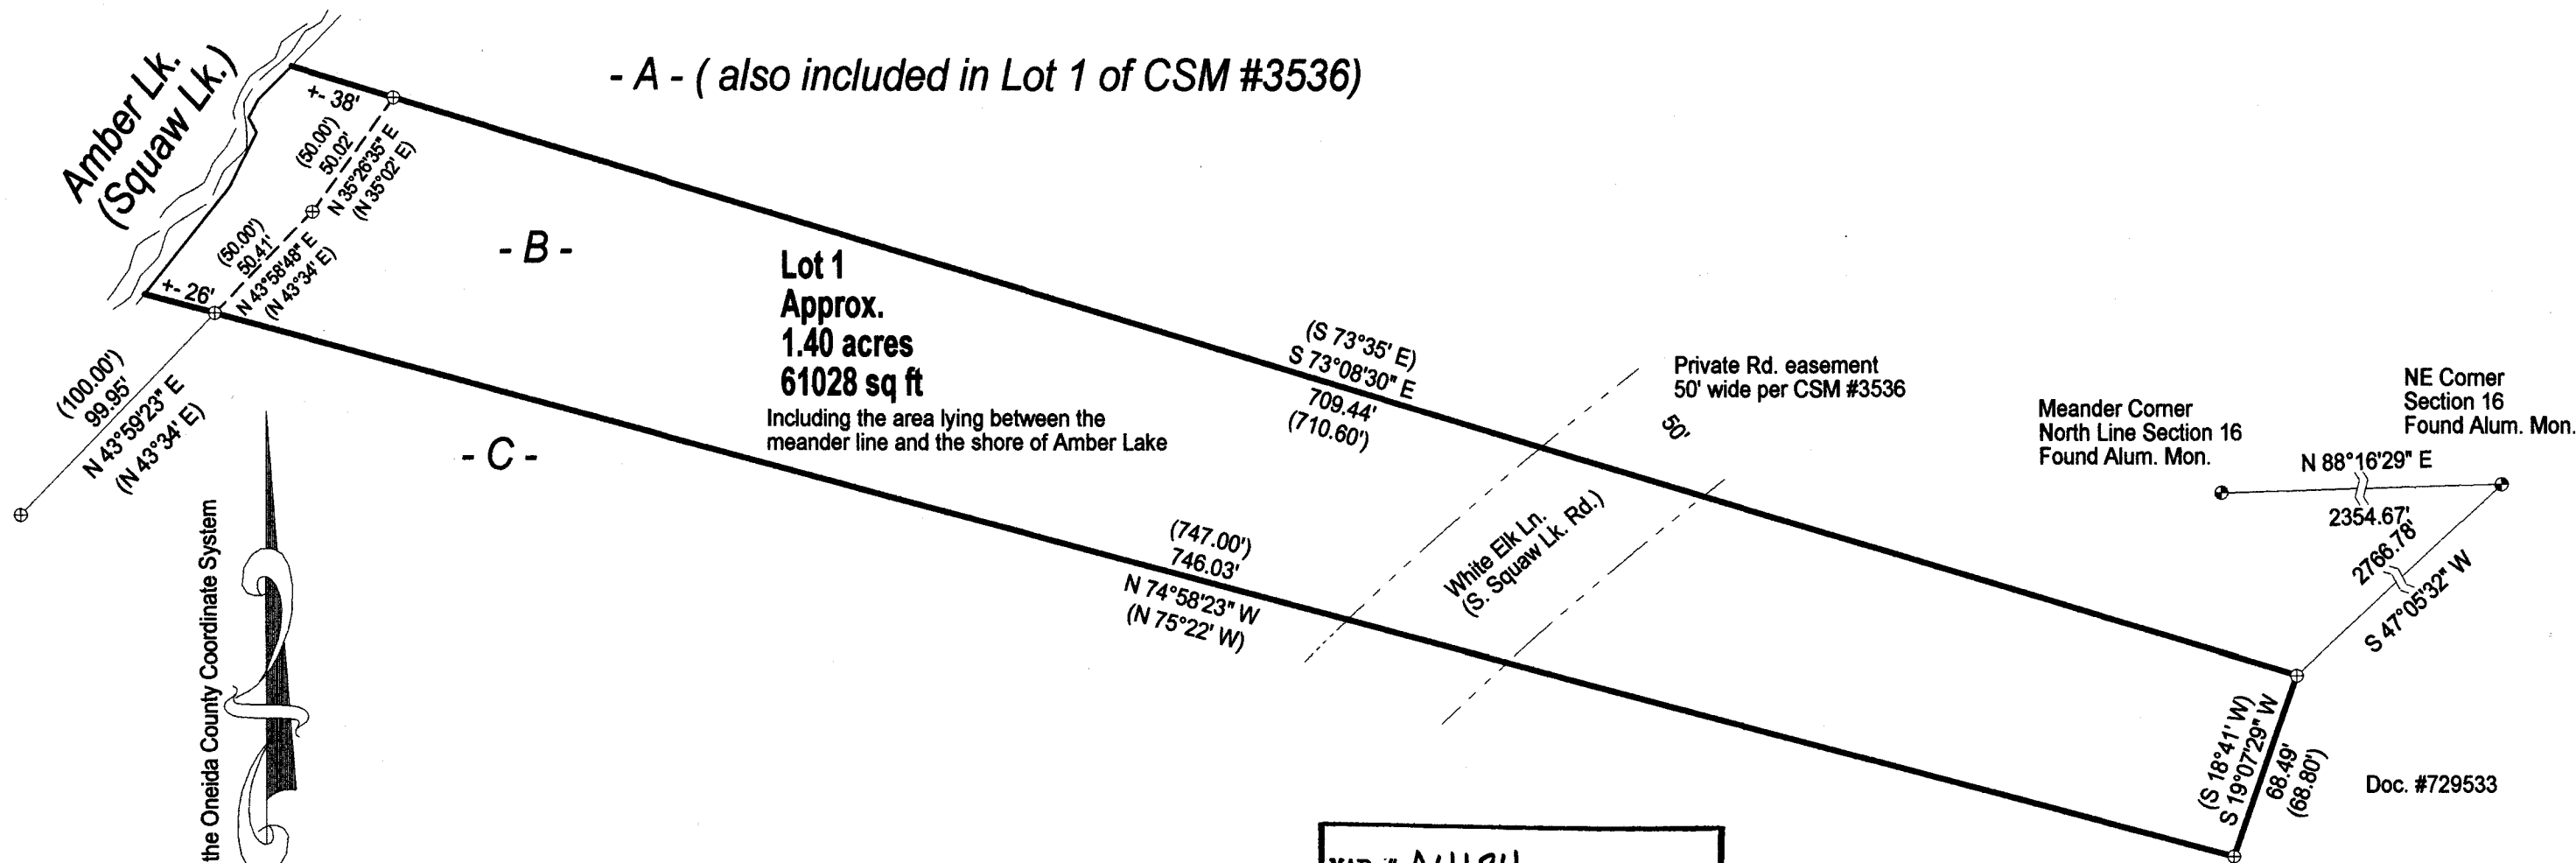 Amber Lk.
(Squaw Lk.)
- A - ( also included in Lot 1 of CSM #3536)
+- 38'
(50.00')
50.02'
N 35°26'35" E
(N 35°02' E)
(50.00')
50.41'
N 43°58'48" E
(N 43°34' E)
+- 26'
- B -
Lot 1
Approx.
1.40 acres
61028 sq ft
Including the area lying between the
meander line and the shore of Amber Lake
(100.00')
99.95'
N 43°59'23" E
(N 43°34' E)
- C -
(S 73°35' E)
S 73°08'30" E
709.44'
(710.60')
Private Rd. easement
50' wide per CSM #3536
50'
Meander Corner
North Line Section 16
Found Alum. Mon.
NE Corner
Section 16
Found Alum. Mon.
N 88°16'29" E
2354.67'
2766.78'
S 47°05'32" W
White Elk Ln.
(S. Squaw Lk. Rd.)
(747.00')
746.03'
N 74°58'23" W
(N 75°22' W)
the Oneida County Coordinate System
(S 18°41' W)
S 19°07'29" W
68.49'
(68.80')
Doc. #729533